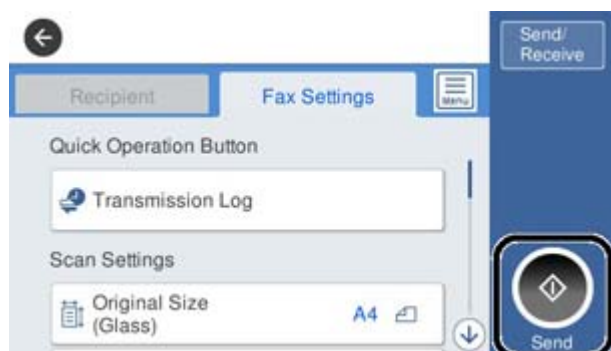 Send/
Receive
Recipient
Fax Settings
Menu
Quick Operation Button
Transmission Log
Scan Settings
Original Size
(Glass)
A4
Send